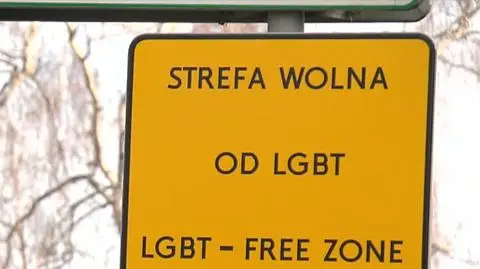 STREFA WOLNA
OD LGBT
LGBT - FREE ZONE